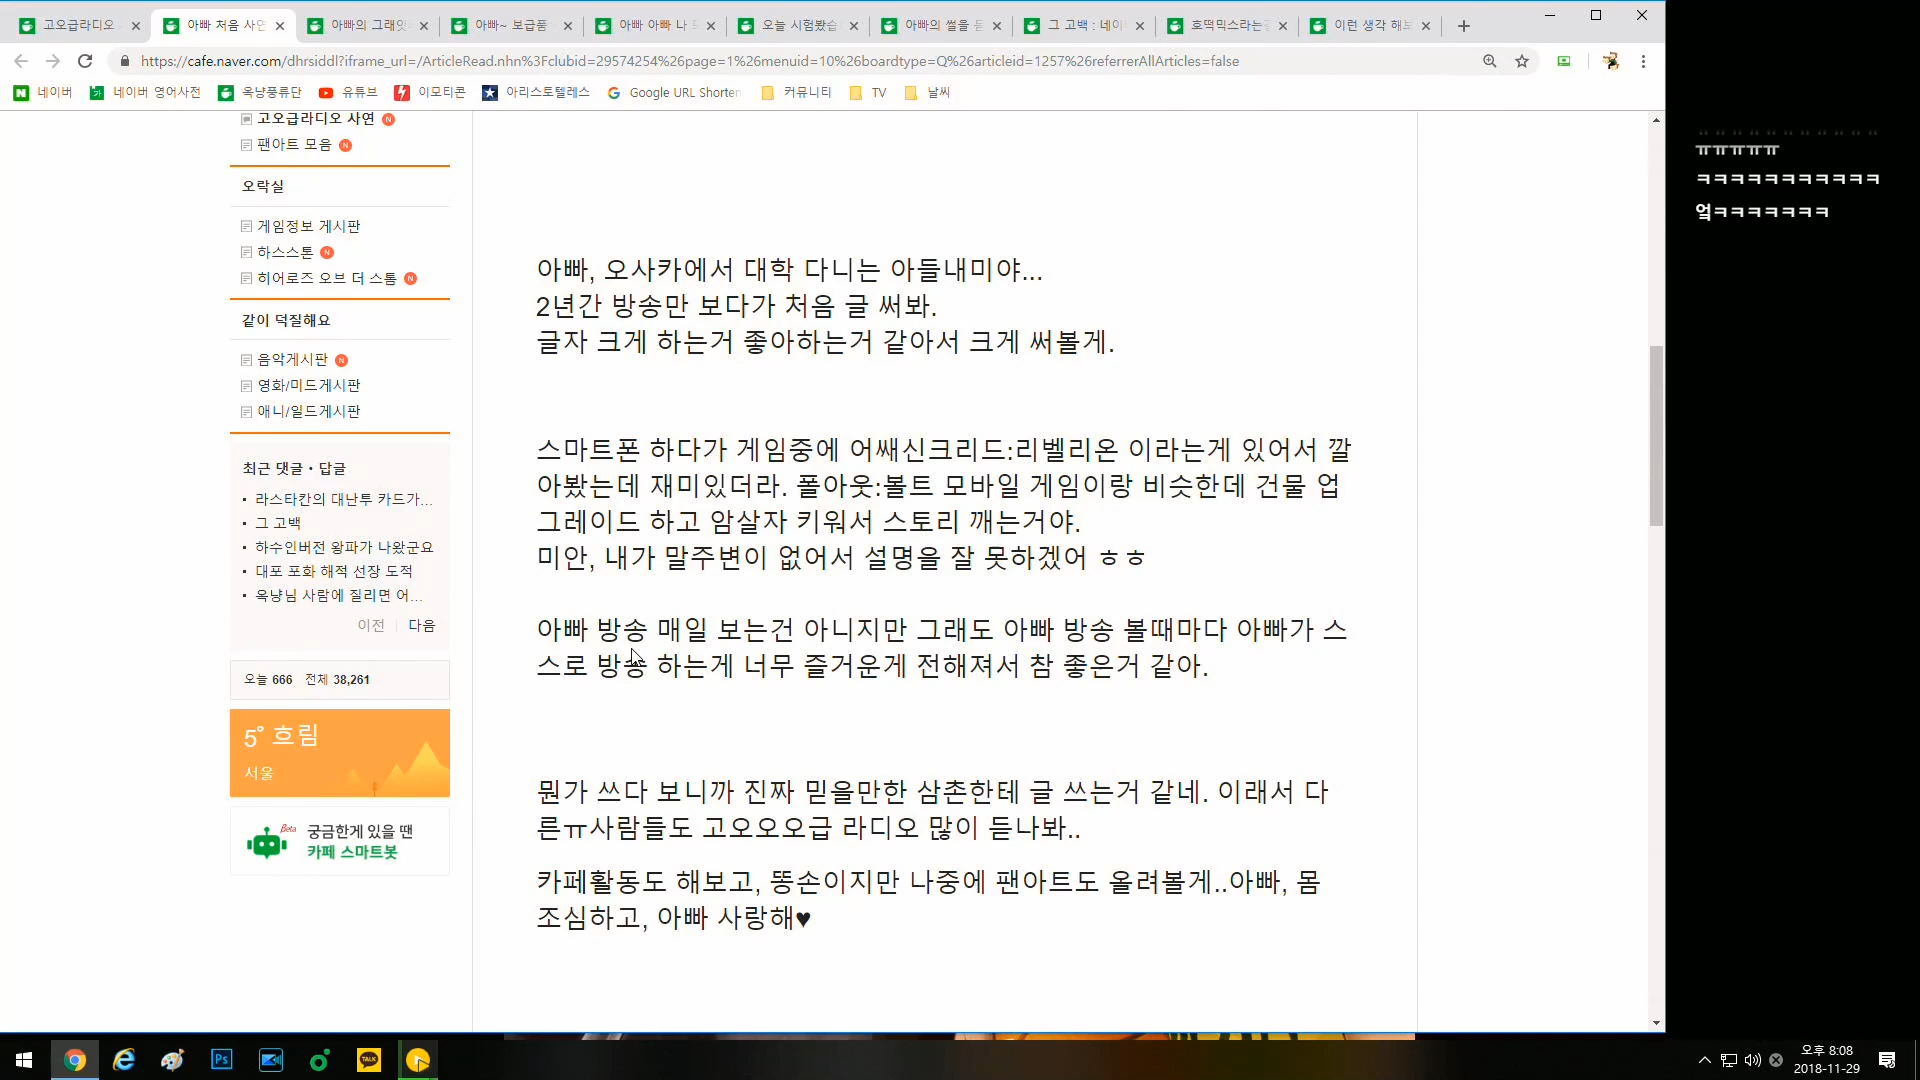 고오급라디오
아빠 처음 사연
아빠의 그래잇
아빠~ 보급품
아빠 아빠 나
오늘 시험봤습
아빠의 썰을 듣
그 고백 : 네이
호떡믹스라는
이런 생각 해보
https://cafe.naver.com/dhrsiddl?iframe_url=/ArticleRead.nhn%3Fclubid=29574254%26page=1%26menuid=10%26boardtype=Q%26articleid=1257%26referrerAllArticles=false
네이버
네이버 영어사전
옥냥풍류단
유튜브
이모티콘
아리스토텔레스
Google URL Shorten
커뮤니티
TV
날씨
고오급라디오 사연 N
팬아트 모음 N
오락실
게임정보 게시판
하스스톤 N
히어로즈 오브 더 스톰 N
같이 덕질해요
음악게시판 N
영화/미드게시판
애니/일드게시판
최근 댓글・답글
라스타칸의 대난투 카드가...
그 고백
하수인버전 왕파가 나왔군요
대포 포화 해적 선장 도적
옥냥님 사람에 질리면 어...
이전 다음
오늘 666 전체 38,261
5° 흐림
서울
Beta
궁금한게 있을 땐
카페 스마트봇
아빠, 오사카에서 대학 다니는 아들내미야...
2년간 방송만 보다가 처음 글 써봐.
글자 크게 하는거 좋아하는거 같아서 크게 써볼게.
스마트폰 하다가 게임중에 어쌔신크리드:리벨리온 이라는게 있어서 깔
아봤는데 재미있더라. 폴아웃:볼트 모바일 게임이랑 비슷한데 건물 업
그레이드 하고 암살자 키워서 스토리 깨는거야.
미안, 내가 말주변이 없어서 설명을 잘 못하겠어 ㅎㅎ
아빠 방송 매일 보는건 아니지만 그래도 아빠 방송 볼때마다 아빠가 스
스로 방송 하는게 너무 즐거운게 전해져서 참 좋은거 같아.
뭔가 쓰다 보니까 진짜 믿을만한 삼촌한테 글 쓰는거 같네. 이래서 다
른ㅠ사람들도 고오오오급 라디오 많이 듣나봐..
카페활동도 해보고, 똥손이지만 나중에 팬아트도 올려볼게..아빠, 몸
조심하고, 아빠 사랑해♥
ㅠㅠㅠㅠㅠ
ㅋㅋㅋㅋㅋㅋㅋㅋㅋㅋㅋ
엌ㅋㅋㅋㅋㅋㅋㅋ
Ps
TALK
오후 8:08
2018-11-29